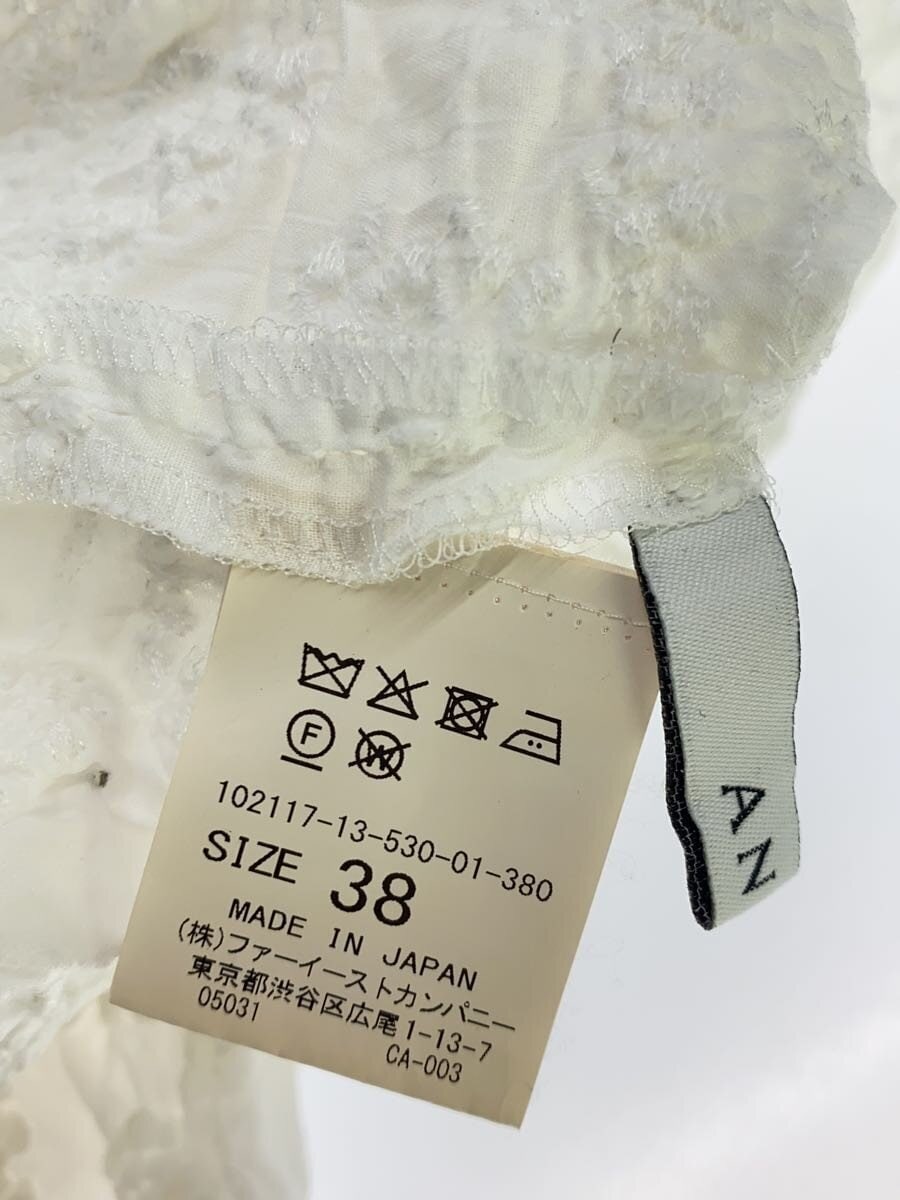 F
W
102117-13-530-01-380
SIZE 38
MADE IN JAPAN
(株)ファーイーストカンパニー
東京都渋谷区広尾1-13-7
05031
CA-003
AN